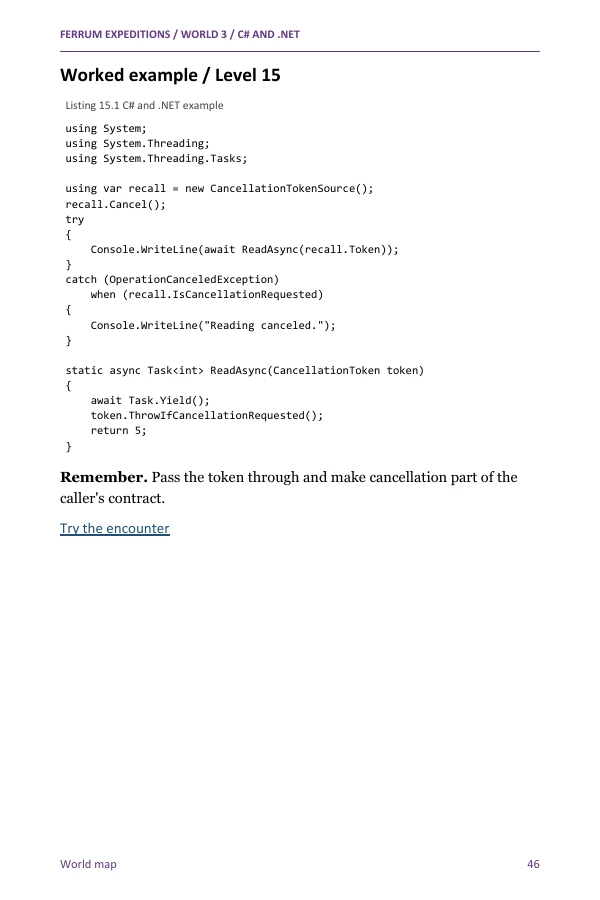 FERRUM EXPEDITIONS / WORLD 3 / C# AND .NET
Worked example / Level 15
Listing 15.1 C# and .NET example
using System;
using System.Threading;
using System.Threading.Tasks;

using var recall = new CancellationTokenSource();
recall.Cancel();
try
{
    Console.WriteLine(await ReadAsync(recall.Token));
}
catch (OperationCanceledException)
    when (recall.IsCancellationRequested)
{
    Console.WriteLine("Reading canceled.");
}

static async Task<int> ReadAsync(CancellationToken token)
{
    await Task.Yield();
    token.ThrowIfCancellationRequested();
    return 5;
}
Remember. Pass the token through and make cancellation part of the
caller's contract.
Try the encounter
World map
46